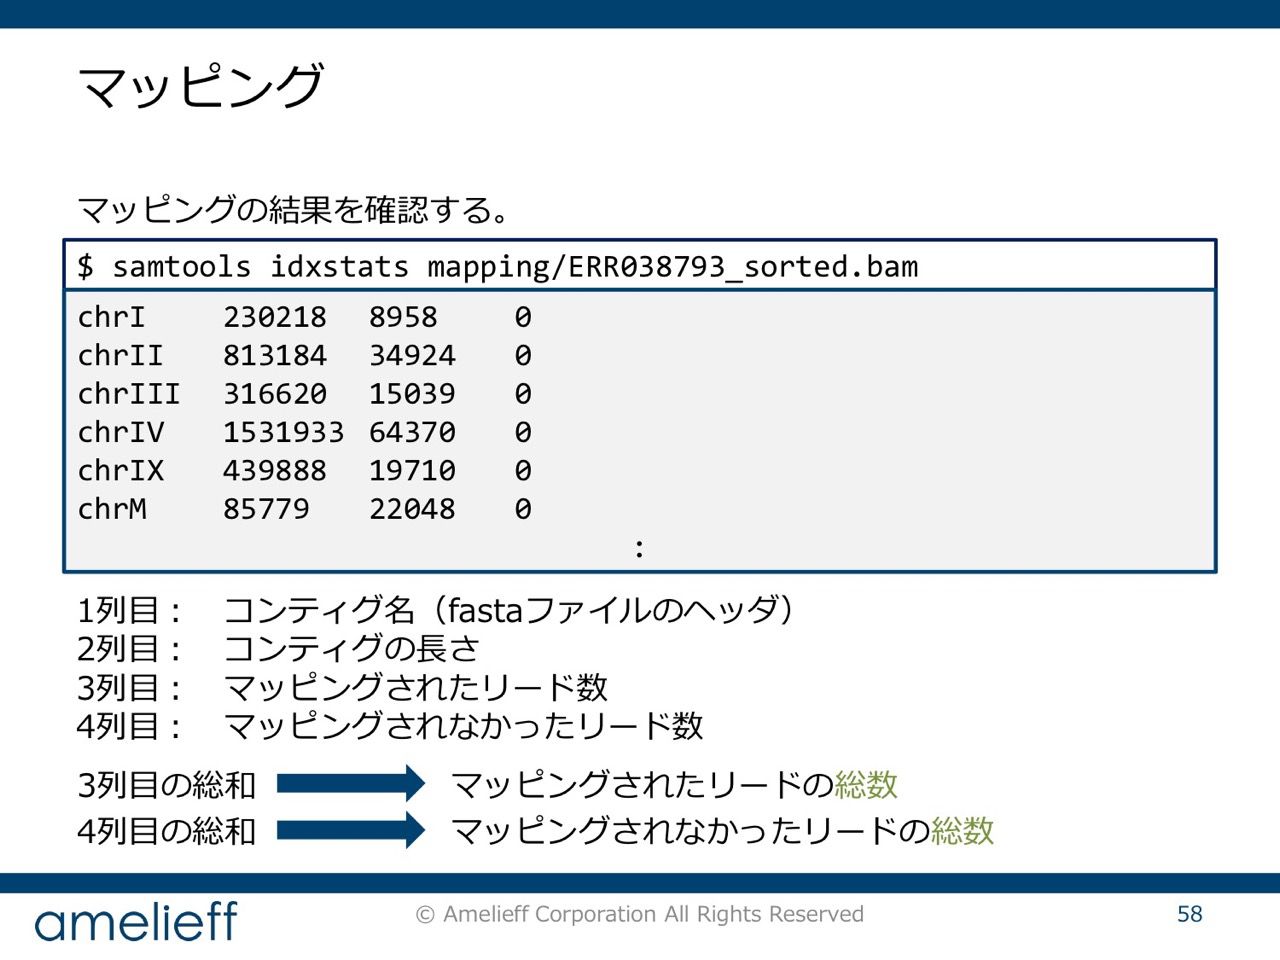 マッピング
マッピングの結果を確認する。
$ samtools idxstats mapping/ERR038793_sorted.bam
chrI 230218 8958 0
chrII 813184 34924 0
chrIII 316620 15039 0
chrIV 1531933 64370 0
chrIX 439888 19710 0
chrM 85779 22048 0
:
1列目： コンティグ名（fastaファイルのヘッダ）
2列目： コンティグの長さ
3列目： マッピングされたリード数
4列目： マッピングされなかったリード数
3列目の総和 マッピングされたリードの総数
4列目の総和 マッピングされなかったリードの総数
amelieff © Amelieff Corporation All Rights Reserved 58